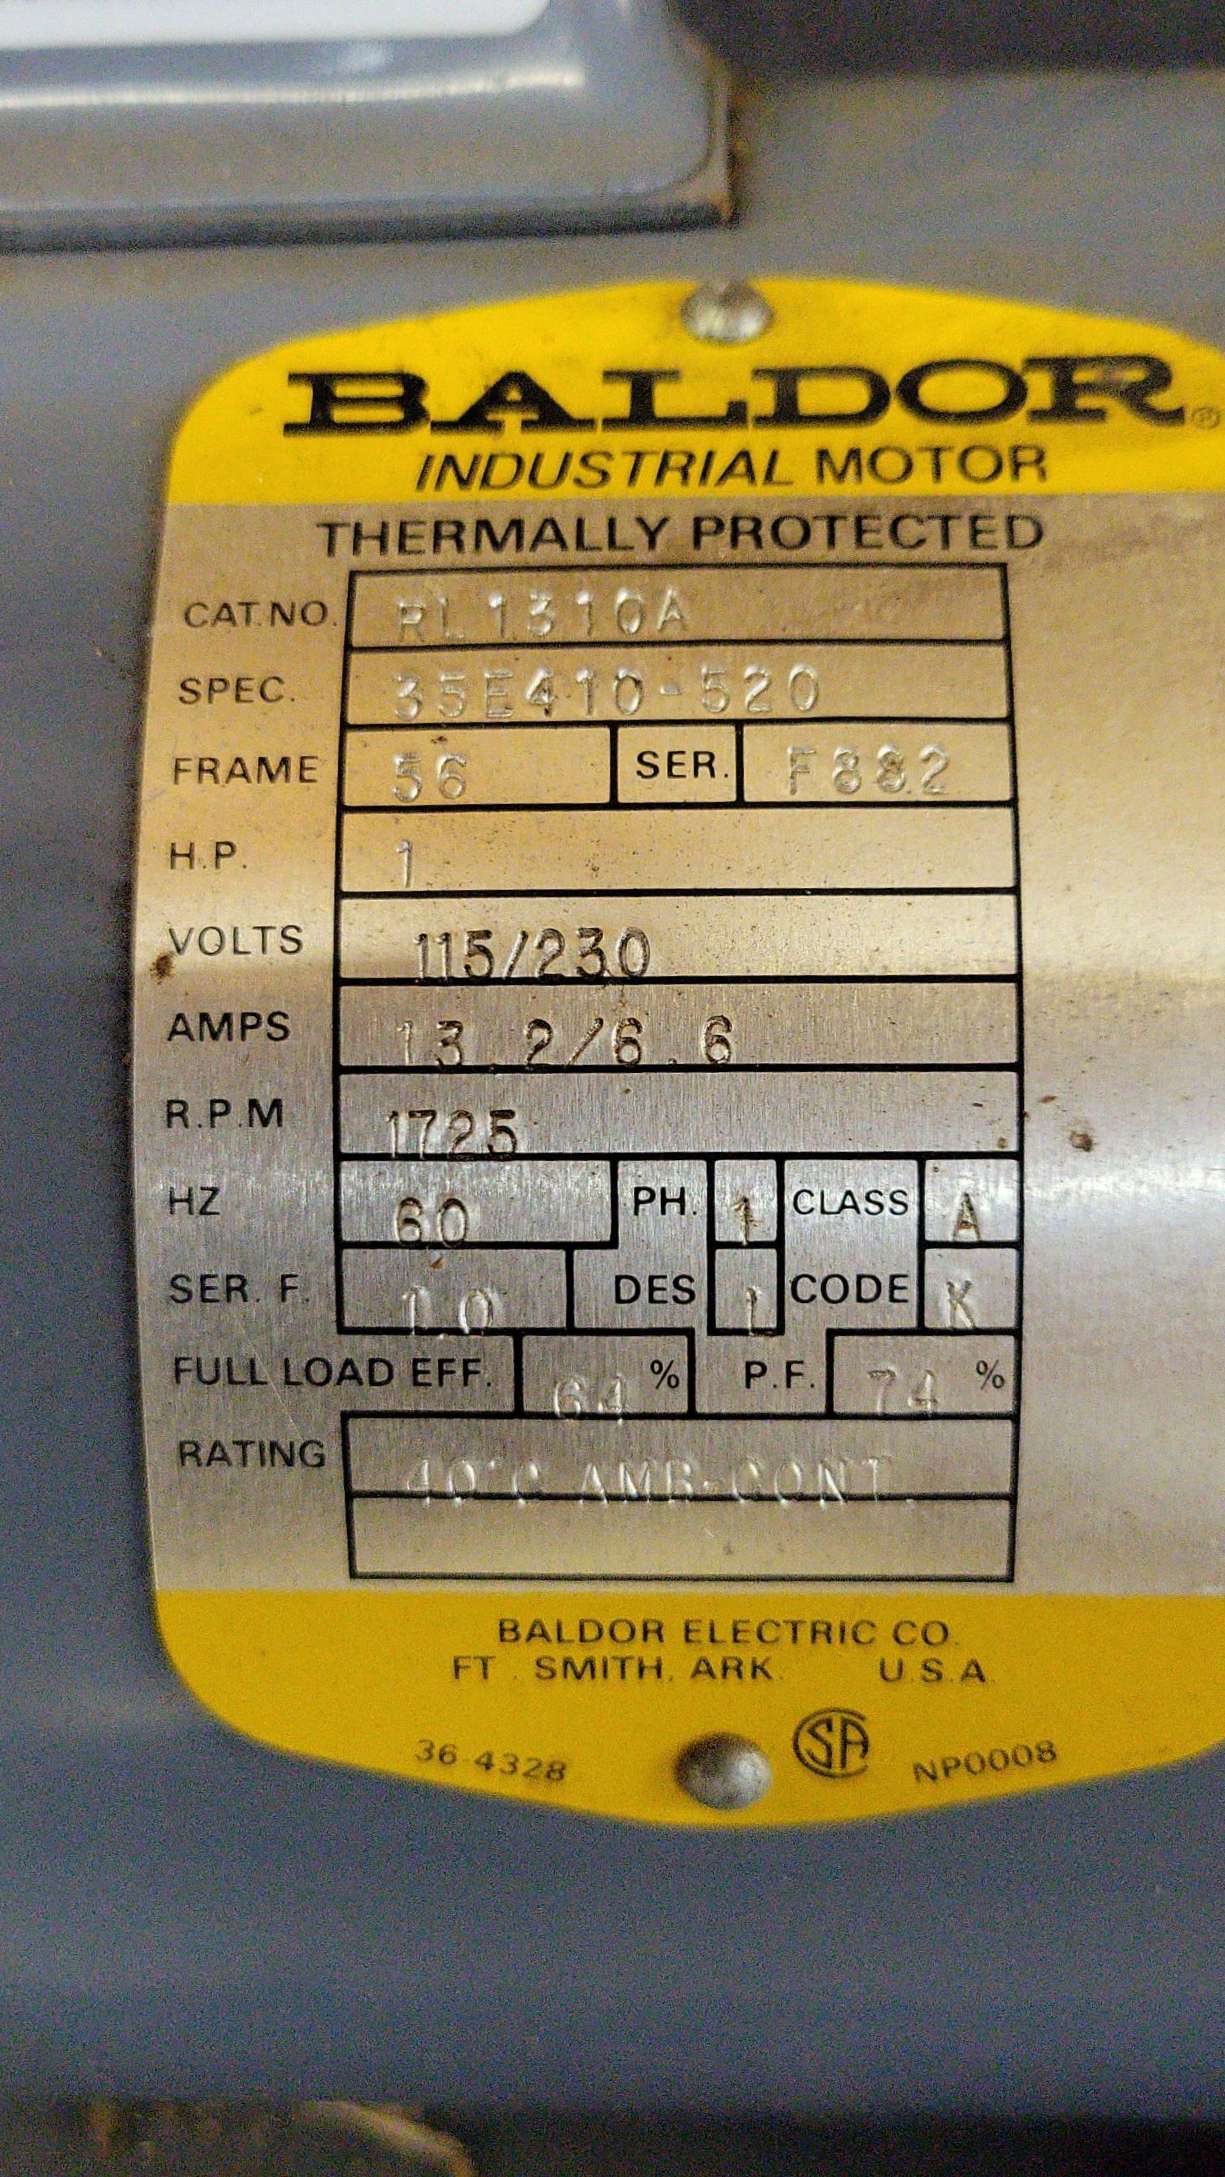 BALDOR®
INDUSTRIAL MOTOR
THERMALLY PROTECTED
CAT.NO. RL1310A
SPEC. 35E410-520
FRAME 56 SER. F882
H.P. 1
VOLTS 115/230
AMPS 13.2/6.6
R.P.M 1725
HZ 60 PH. 1 CLASS A
SER. F. 1.0 DES L CODE K
FULL LOAD EFF. 64 % P.F. 74 %
RATING 40°C AMB-CONT.
BALDOR ELECTRIC CO.
FT. SMITH, ARK. U.S.A.
36-4328 SA NP0008